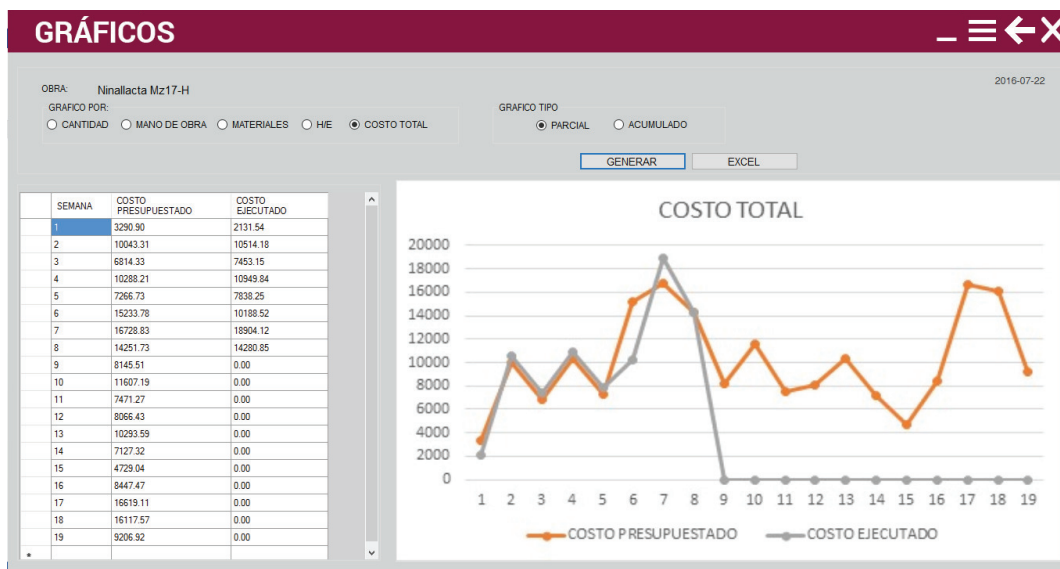 GRÁFICOS
2016-07-22
OBRA: Ninallacta Mz17-H
GRAFICO POR:
CANTIDAD MANO DE OBRA MATERIALES H/E COSTO TOTAL
GRAFICO TIPO
PARCIAL ACUMULADO
GENERAR EXCEL
SEMANA COSTO PRESUPUESTADO COSTO EJECUTADO
1 3290.90 2131.54
2 10043.31 10514.18
3 6814.33 7453.15
4 10288.21 10949.84
5 7266.73 7838.25
6 15233.78 10188.52
7 16728.83 18904.12
8 14251.73 14280.85
9 8145.51 0.00
10 11607.19 0.00
11 7471.27 0.00
12 8066.43 0.00
13 10293.59 0.00
14 7127.32 0.00
15 4729.04 0.00
16 8447.47 0.00
17 16619.11 0.00
18 16117.57 0.00
19 9206.92 0.00
*
COSTO TOTAL
20000
18000
16000
14000
12000
10000
8000
6000
4000
2000
0
1 2 3 4 5 6 7 8 9 10 11 12 13 14 15 16 17 18 19
COSTO PRESUPUESTADO COSTO EJECUTADO